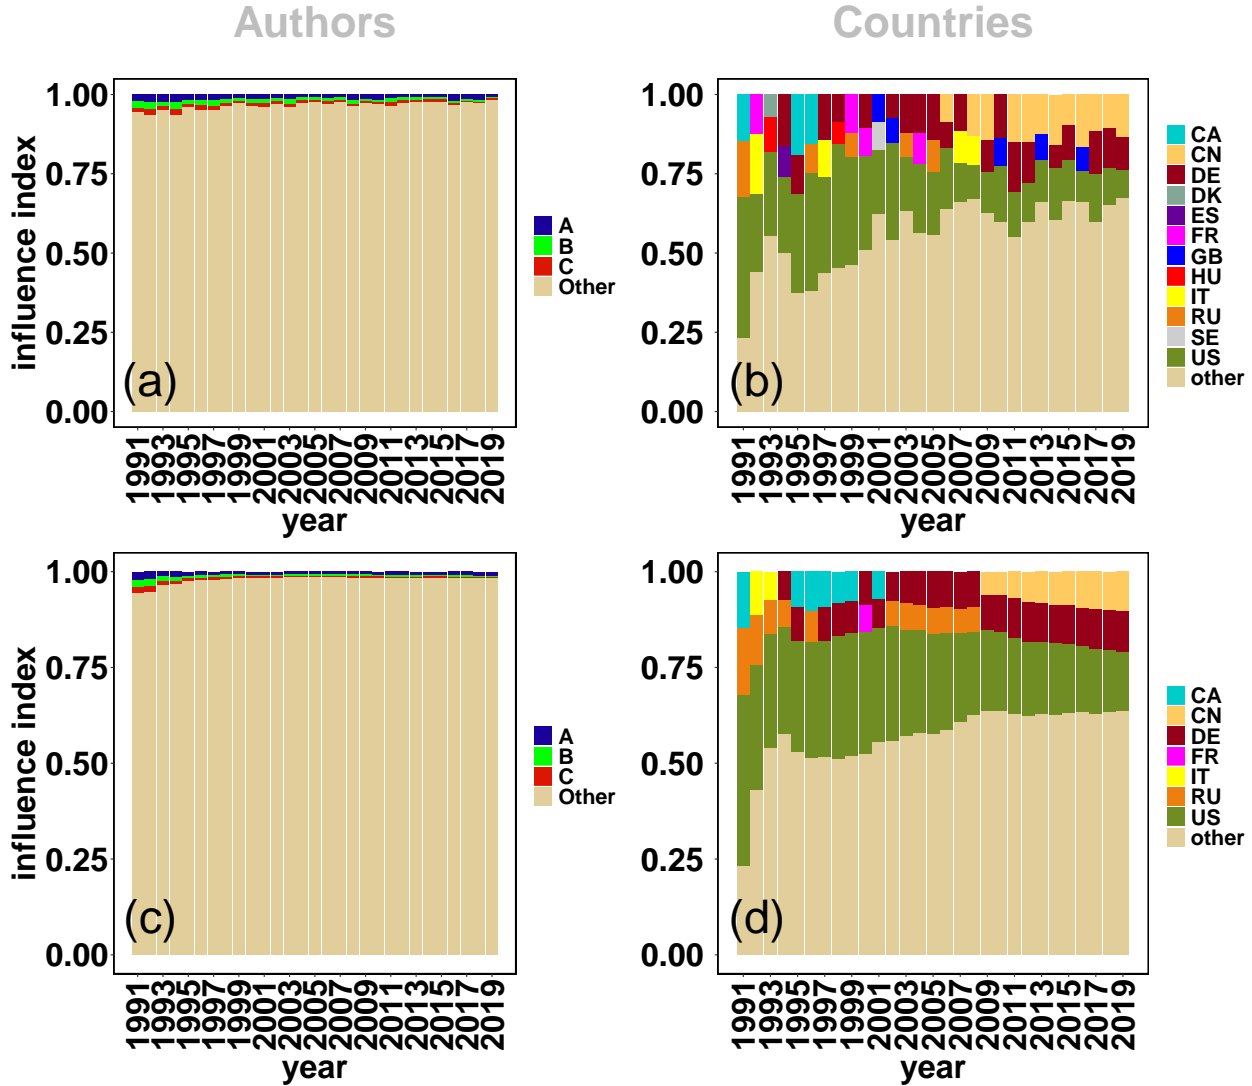 Authors
Countries
influence index
1.00
0.75
0.50
0.25
0.00
(a)
1991
1993
1995
1997
1999
2001
2003
2005
2007
2009
2011
2013
2015
2017
2019
year
A
B
C
Other
1.00
0.75
0.50
0.25
0.00
(b)
1991
1993
1995
1997
1999
2001
2003
2005
2007
2009
2011
2013
2015
2017
2019
year
CA
CN
DE
DK
ES
FR
GB
HU
IT
RU
SE
US
other
influence index
1.00
0.75
0.50
0.25
0.00
(c)
1991
1993
1995
1997
1999
2001
2003
2005
2007
2009
2011
2013
2015
2017
2019
year
A
B
C
Other
1.00
0.75
0.50
0.25
0.00
(d)
1991
1993
1995
1997
1999
2001
2003
2005
2007
2009
2011
2013
2015
2017
2019
year
CA
CN
DE
FR
IT
RU
US
other